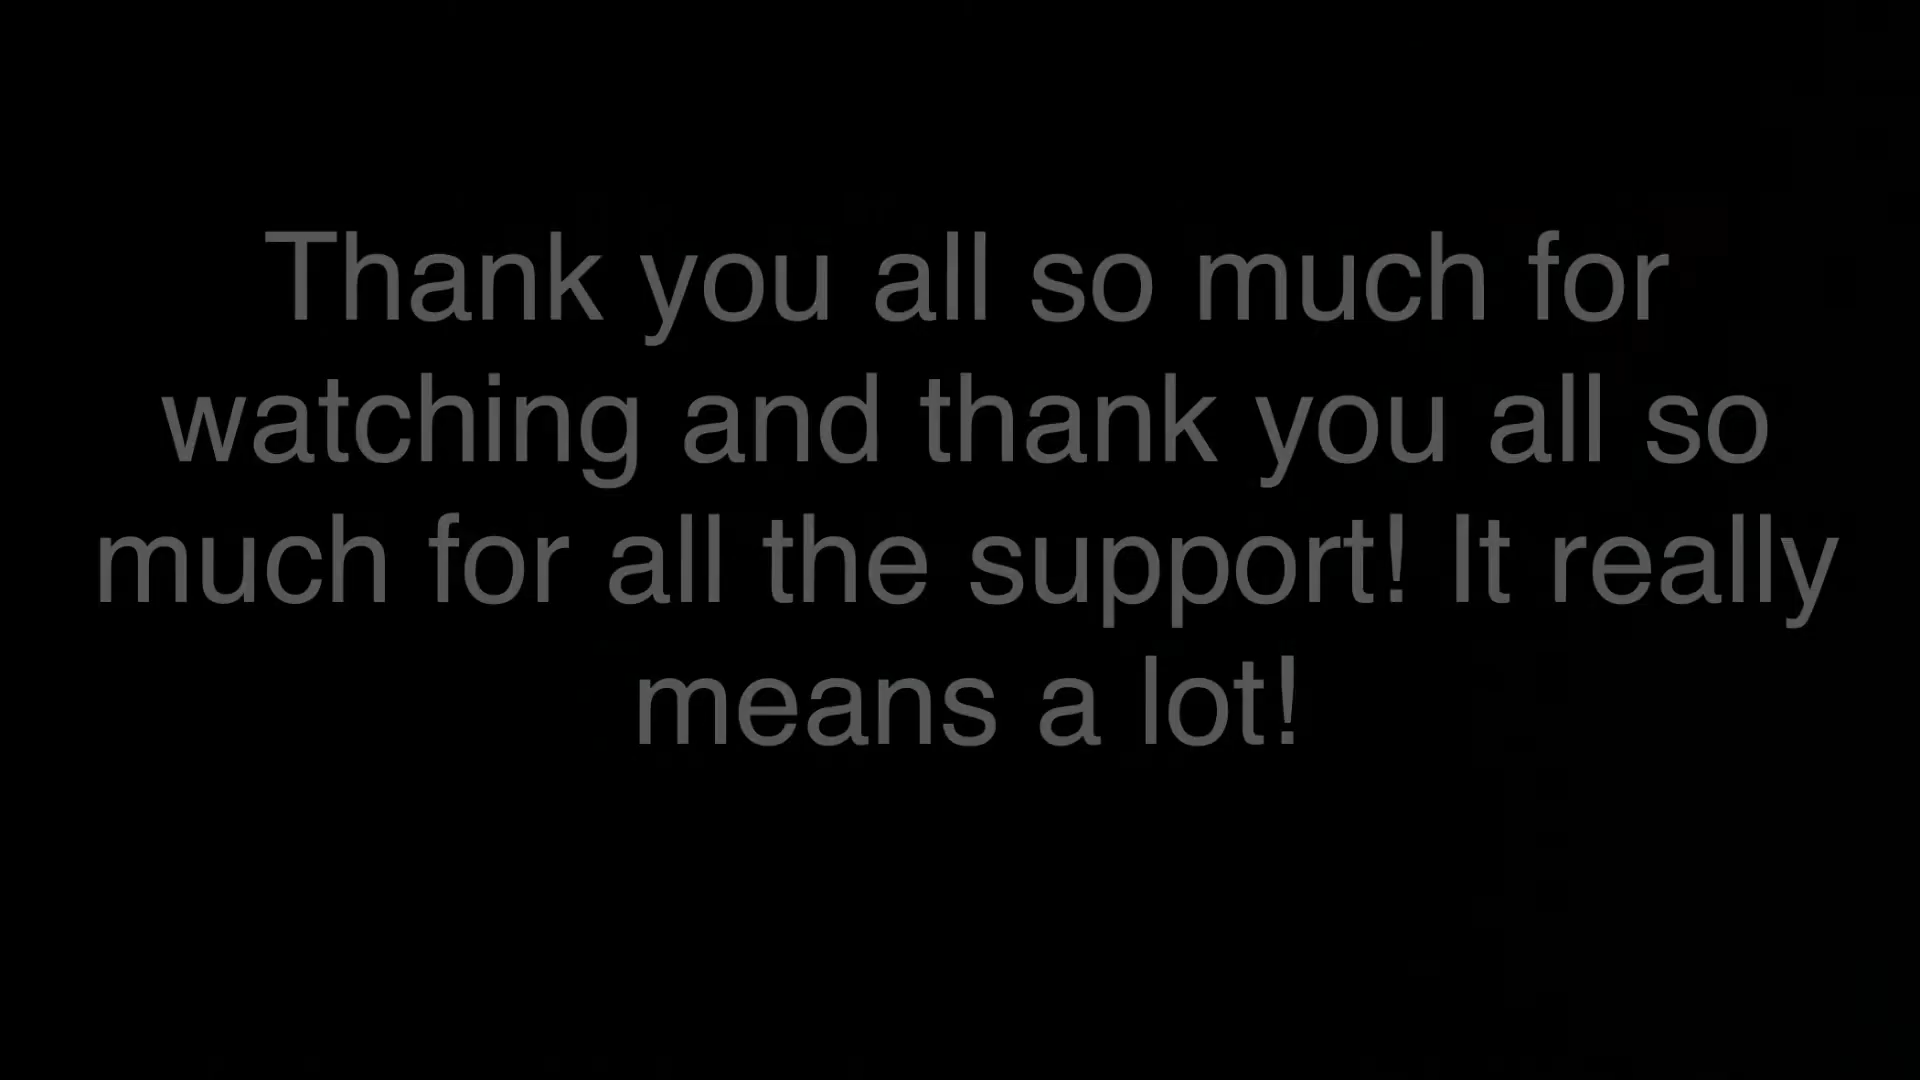 Thank you all so much for
watching and thank you all so
much for all the support! It really
means a lot!